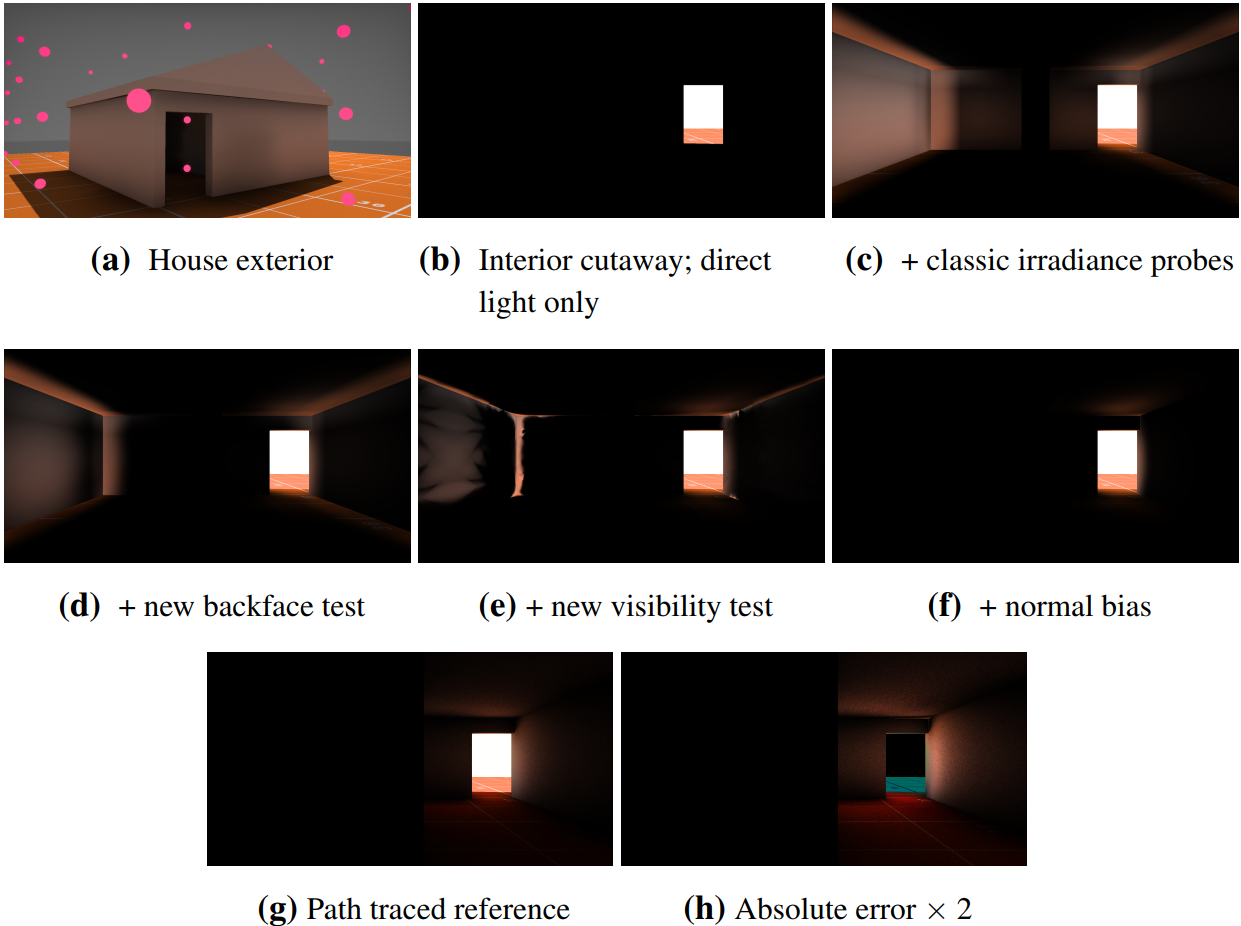 (a) House exterior
(b) Interior cutaway; direct
light only
(c) + classic irradiance probes
(d) + new backface test
(e) + new visibility test
(f) + normal bias
(g) Path traced reference
(h) Absolute error × 2